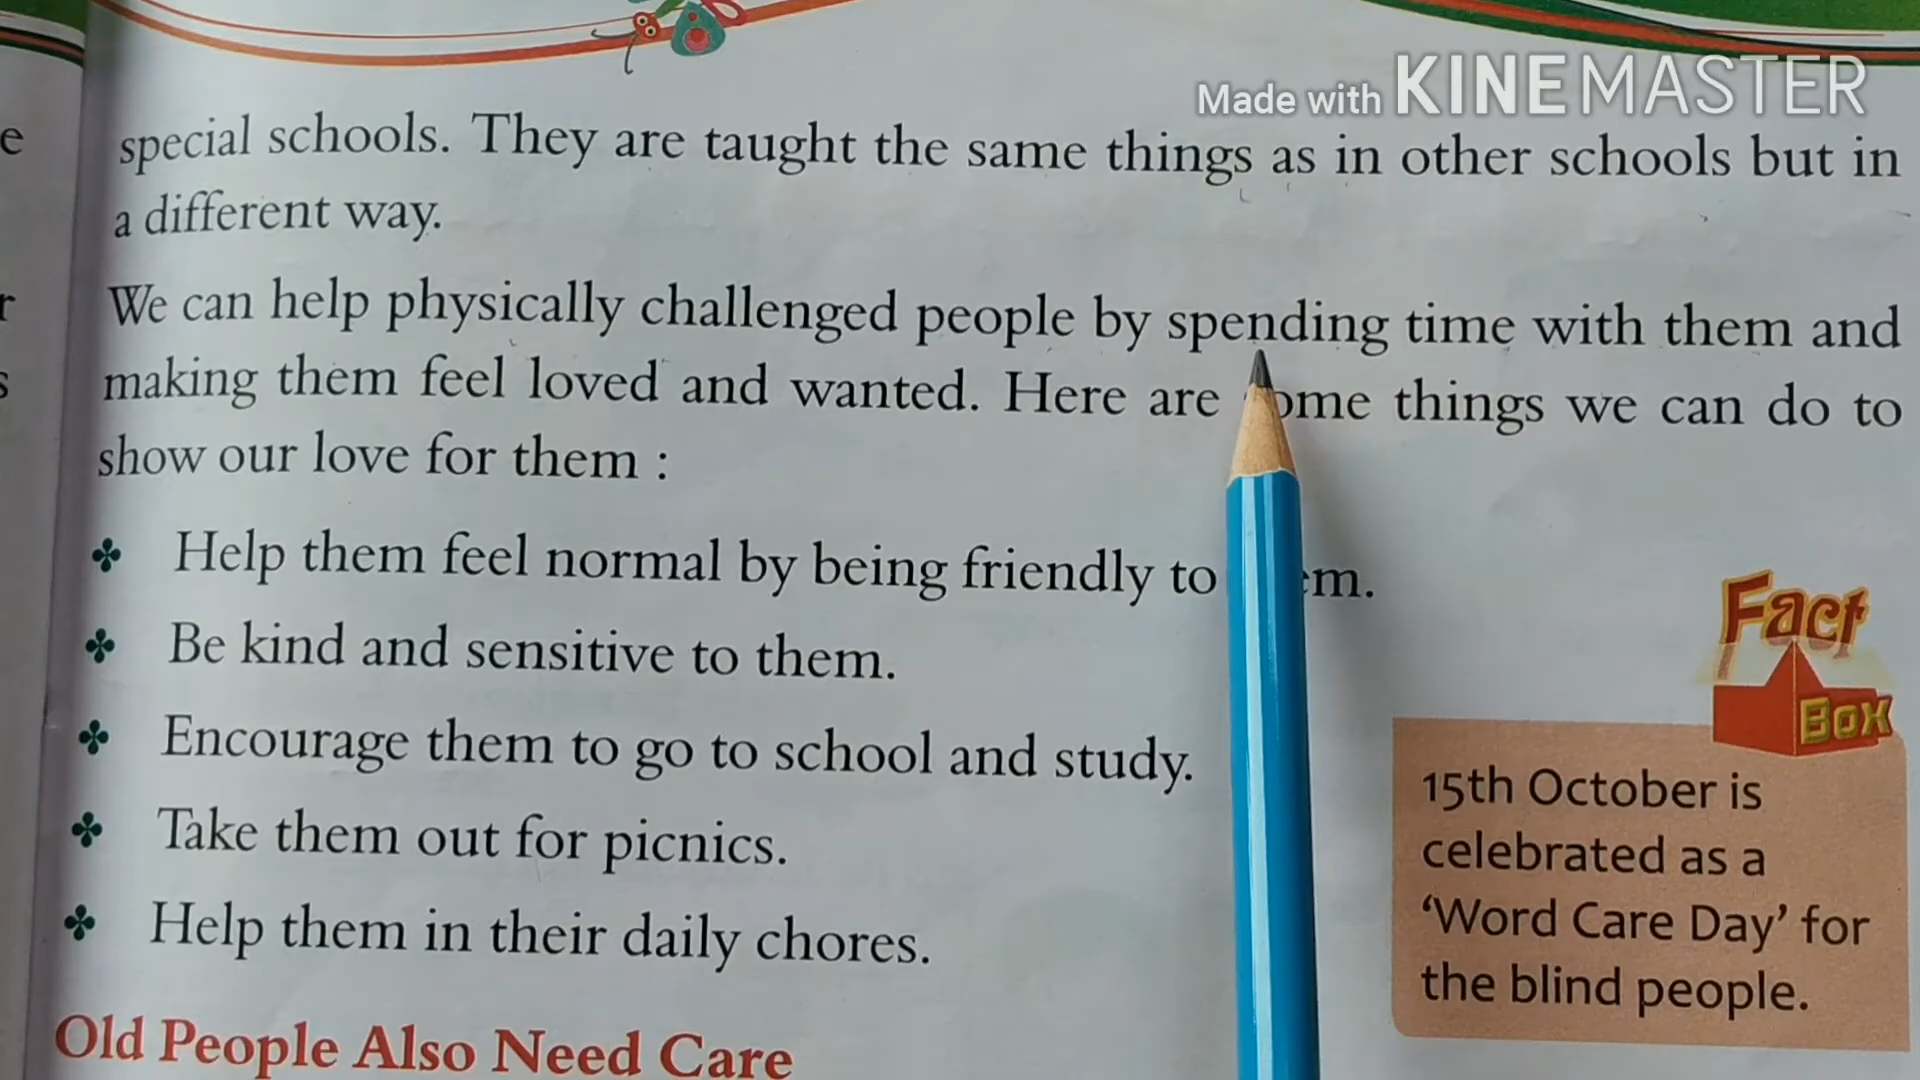 Made with KINEMASTER
special schools. They are taught the same things as in other schools but in
a different way.
We can help physically challenged people by spending time with them and
making them feel loved and wanted. Here are some things we can do to
show our love for them :
Help them feel normal by being friendly to them.
Be kind and sensitive to them.
Encourage them to go to school and study.
Take them out for picnics.
Help them in their daily chores.
Old People Also Need Care
Fact
Box
15th October is
celebrated as a
‘Word Care Day’ for
the blind people.
e
r
s